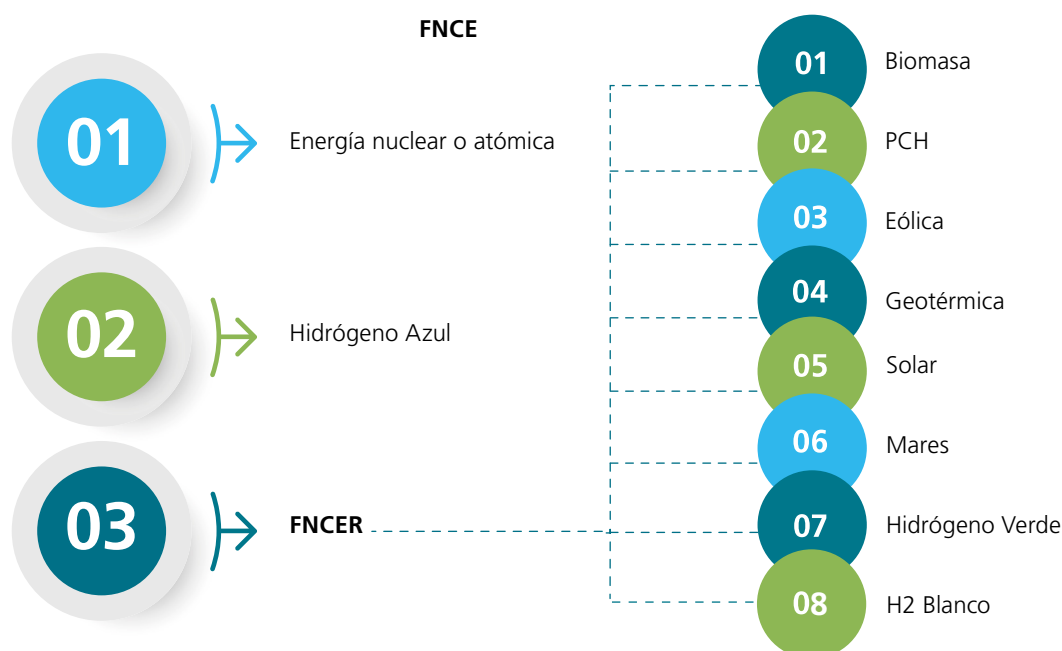 FNCE
01
Energía nuclear o atómica
02
Hidrógeno Azul
03
FNCER
01
Biomasa
02
PCH
03
Eólica
04
Geotérmica
05
Solar
06
Mares
07
Hidrógeno Verde
08
H2 Blanco